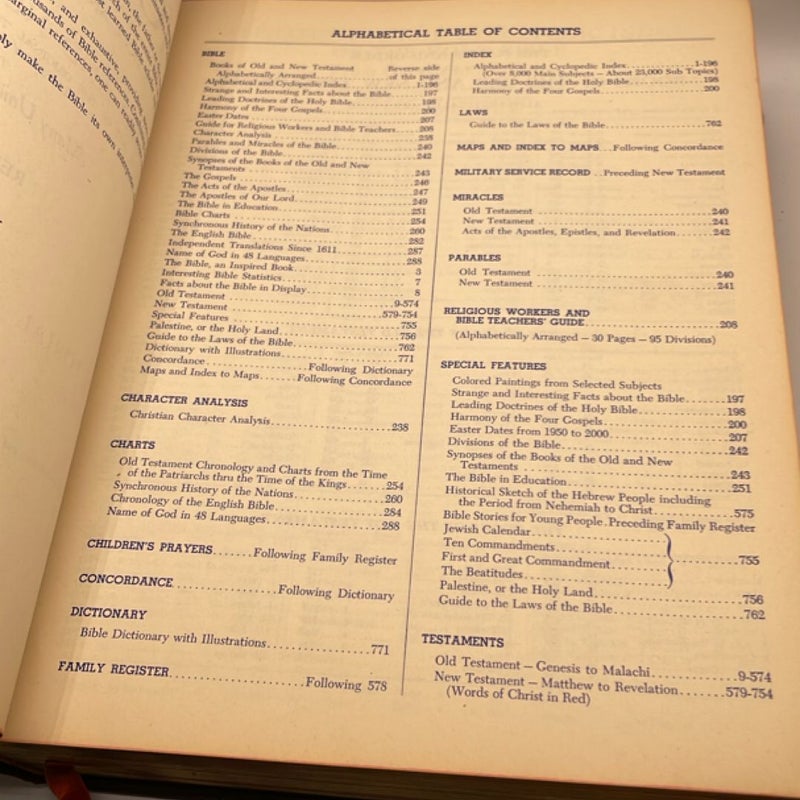 and exhaustive, providing
thousands of Bible references.
marginal references, one can readily
make the Bible its own interpreter
ALPHABETICAL TABLE OF CONTENTS
BIBLE
Books of Old and New Testament Reverse side
Alphabetically Arranged of this page
Alphabetical and Cyclopedic Index 1-196
Strange and Interesting Facts about the Bible 197
Leading Doctrines of the Holy Bible 198
Harmony of the Four Gospels 200
Easter Dates 207
Guide for Religious Workers and Bible Teachers 208
Character Analysis 238
Parables and Miracles of the Bible 240
Divisions of the Bible 242
Synopses of the Books of the Old and New
Testaments 243
The Gospels 246
The Acts of the Apostles 247
The Apostles of Our Lord 249
The Bible in Education 251
Bible Charts 254
Synchronous History of the Nations 260
The English Bible 282
Independent Translations Since 1611 287
Name of God in 48 Languages 288
The Bible, an Inspired Book 3
Interesting Bible Statistics 7
Facts about the Bible in Display 8
Old Testament 9-574
New Testament 579-754
Special Features 755
Palestine, or the Holy Land 756
Guide to the Laws of the Bible 762
Dictionary with Illustrations 771
Concordance Following Dictionary
Maps and Index to Maps Following Concordance
CHARACTER ANALYSIS
Christian Character Analysis 238
CHARTS
Old Testament Chronology and Charts from the Time
of the Patriarchs thru the Time of the Kings 254
Synchronous History of the Nations 260
Chronology of the English Bible 284
Name of God in 48 Languages 288
CHILDREN'S PRAYERS Following Family Register
CONCORDANCE Following Dictionary
DICTIONARY
Bible Dictionary with Illustrations 771
FAMILY REGISTER Following 578
INDEX
Alphabetical and Cyclopedic Index 1-196
(Over 8,000 Main Subjects — About 23,000 Sub Topics)
Leading Doctrines of the Holy Bible 198
Harmony of the Four Gospels 200
LAWS
Guide to the Laws of the Bible 762
MAPS AND INDEX TO MAPS Following Concordance
MILITARY SERVICE RECORD Preceding New Testament
MIRACLES
Old Testament 240
New Testament 241
Acts of the Apostles, Epistles, and Revelation 242
PARABLES
Old Testament 240
New Testament 241
RELIGIOUS WORKERS AND
BIBLE TEACHERS' GUIDE 208
(Alphabetically Arranged — 30 Pages — 95 Divisions)
SPECIAL FEATURES
Colored Paintings from Selected Subjects
Strange and Interesting Facts about the Bible 197
Leading Doctrines of the Holy Bible 198
Harmony of the Four Gospels 200
Easter Dates from 1950 to 2000 207
Divisions of the Bible 242
Synopses of the Books of the Old and New
Testaments 243
The Bible in Education 251
Historical Sketch of the Hebrew People including
the Period from Nehemiah to Christ 575
Bible Stories for Young People Preceding Family Register
Jewish Calendar
Ten Commandments
First and Great Commandment 755
The Beatitudes
Palestine, or the Holy Land 756
Guide to the Laws of the Bible 762
TESTAMENTS
Old Testament — Genesis to Malachi 9-574
New Testament — Matthew to Revelation 579-754
(Words of Christ in Red)